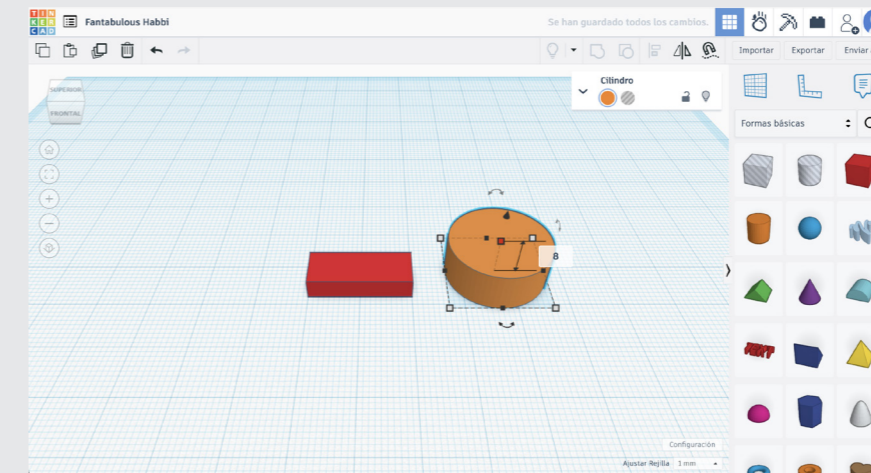 TIN
KER
CAD
Fantabulous Habbi
Se han guardado todos los cambios.
Importar
Exportar
Enviar
SUPERIOR
FRONTAL
Cilindro
Formas básicas
8
TEXT
Configuración
Ajustar Rejilla 1 mm